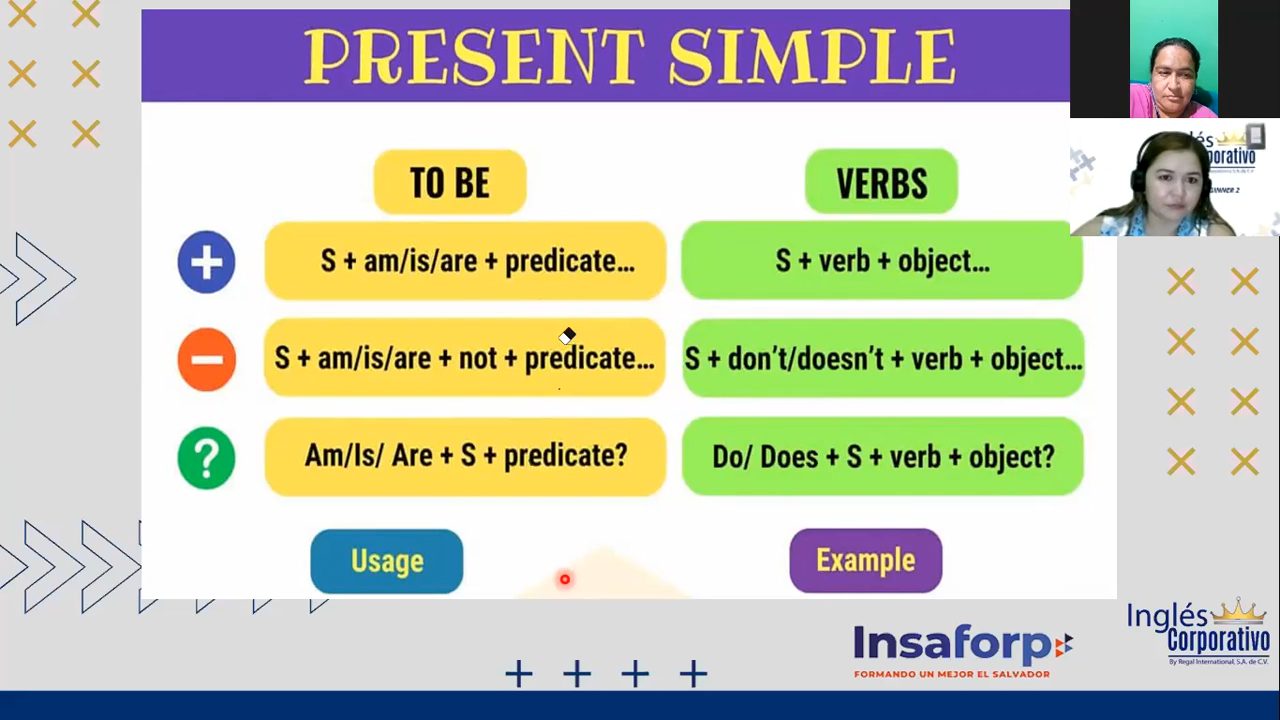 PRESENT SIMPLE
TO BE
VERBS
S + am/is/are + predicate...
S + verb + object...
S + am/is/are + not + predicate...
S + don't/doesn't + verb + object...
Am/Is/ Are + S + predicate?
Do/ Does + S + verb + object?
Usage
Example
Insaforp
FORMANDO UN MEJOR EL SALVADOR
Inglés
Corporativo
By Regal International, S.A. de C.V.